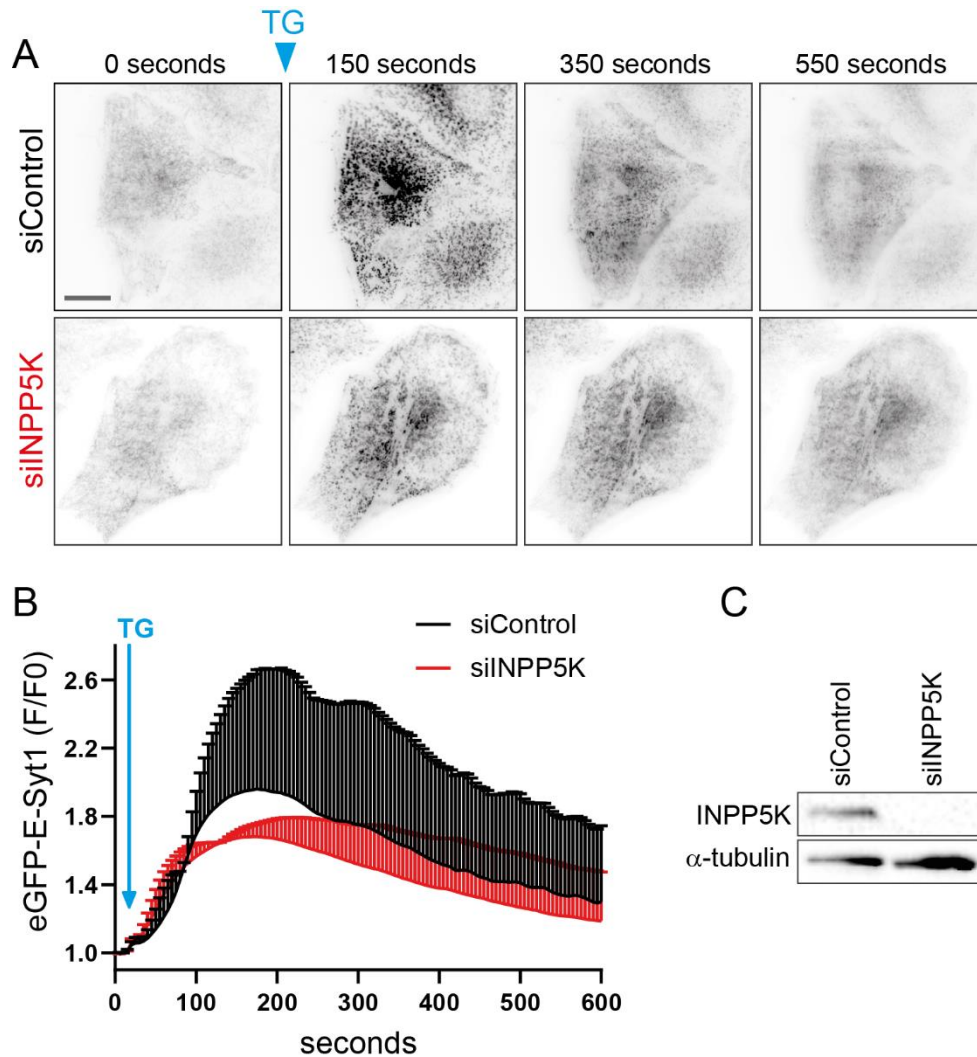 TG
A
0 seconds
150 seconds
350 seconds
550 seconds
siControl
siINPP5K
B
TG
siControl
siINPP5K
eGFP-E-Syt1 (F/F0)
2.6
2.2
1.8
1.4
1.0
0
100
200
300
400
500
600
seconds
C
siControl
siINPP5K
INPP5K
α-tubulin